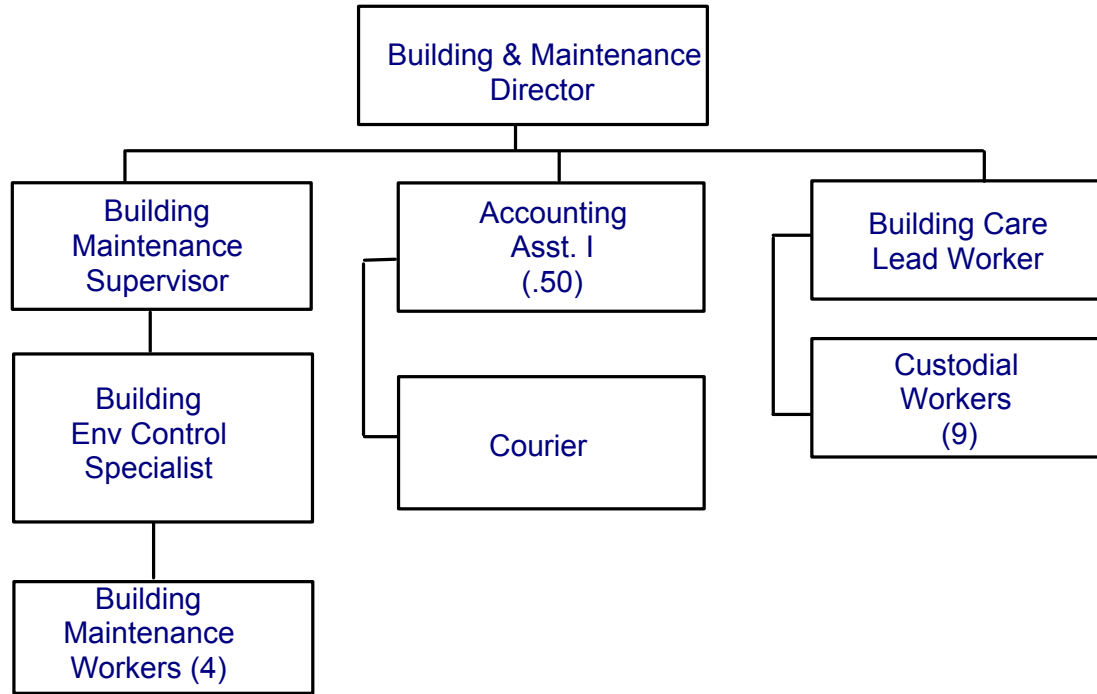 Building & Maintenance
Director
Building
Maintenance
Supervisor
Accounting
Asst. I
(.50)
Building Care
Lead Worker
Building
Env Control
Specialist
Courier
Custodial
Workers
(9)
Building
Maintenance
Workers (4)